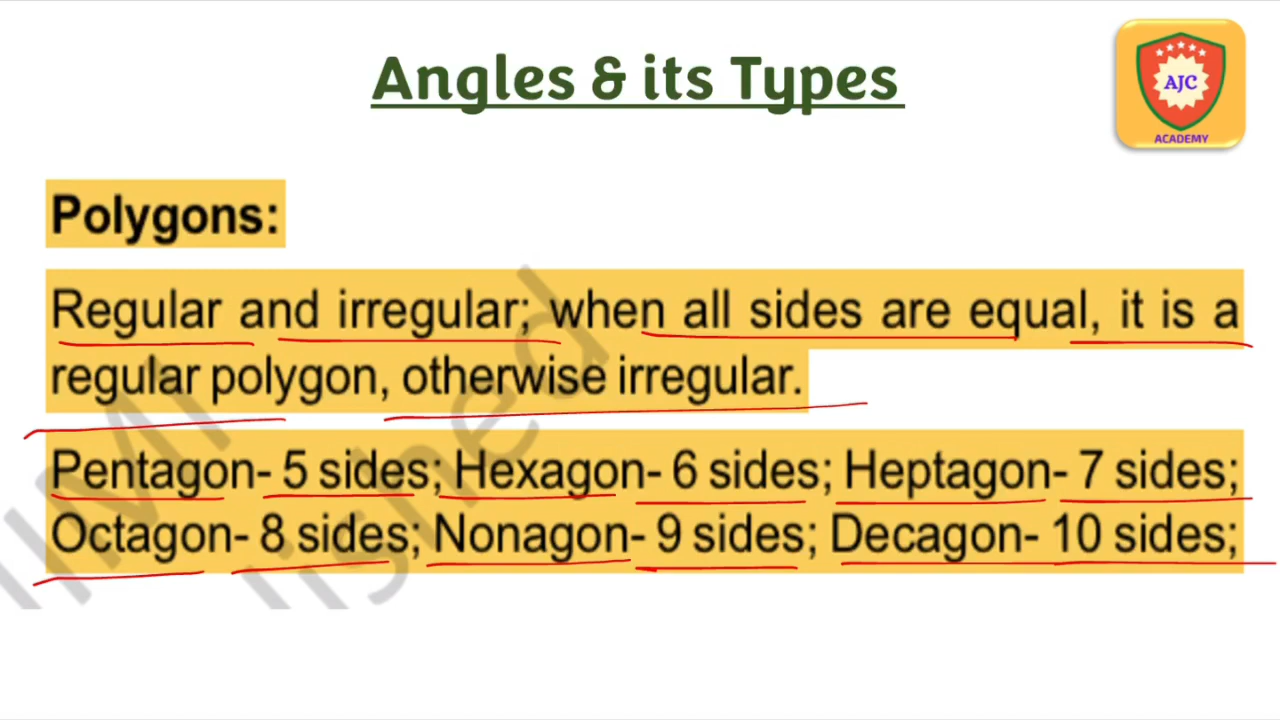 Angles & its Types
AJC
ACADEMY
Polygons:
Regular and irregular; when all sides are equal, it is a
regular polygon, otherwise irregular.
Pentagon- 5 sides; Hexagon- 6 sides; Heptagon- 7 sides;
Octagon- 8 sides; Nonagon- 9 sides; Decagon- 10 sides;